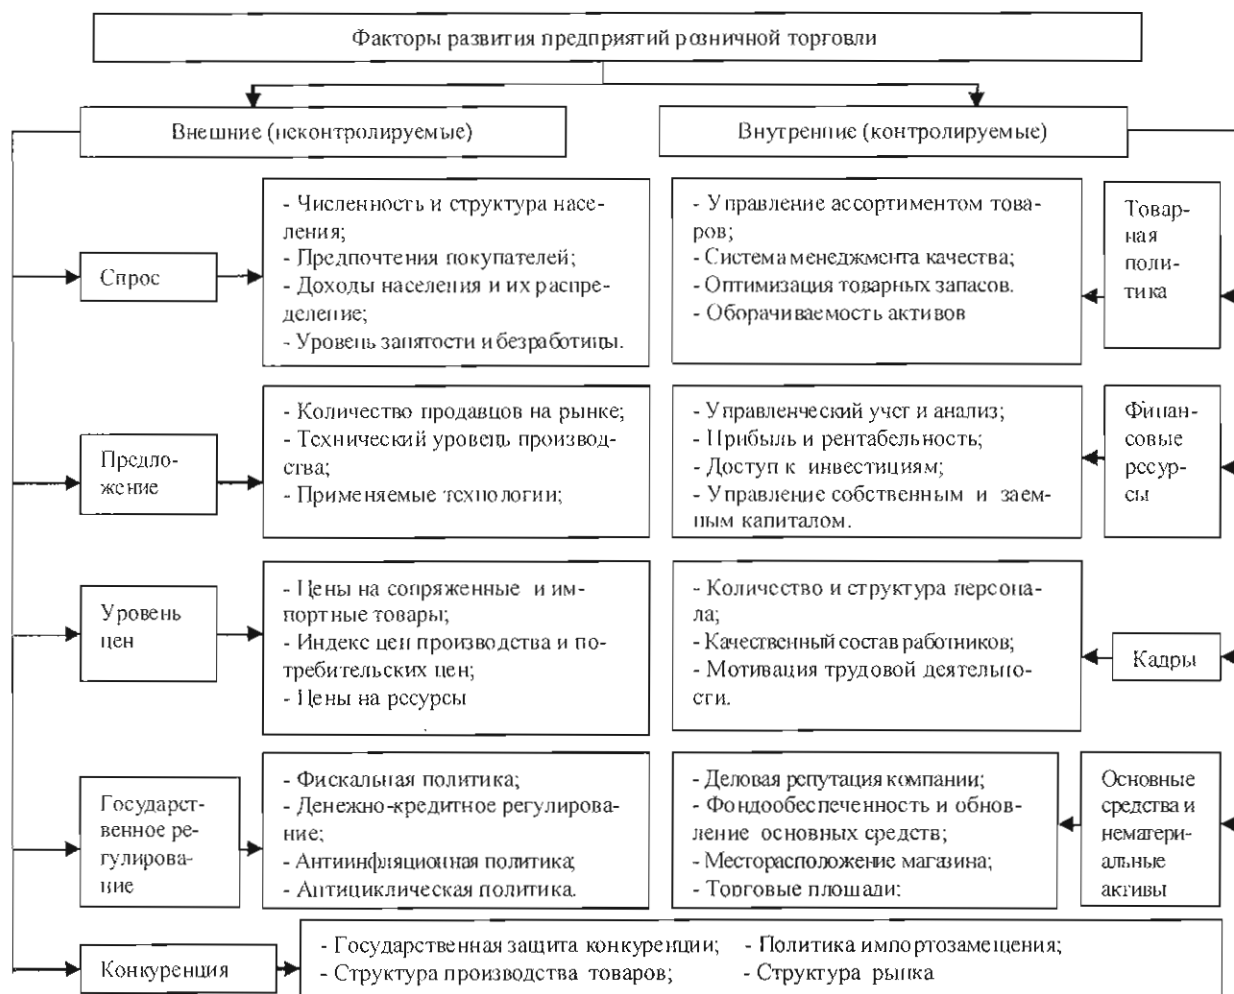 Факторы развития предприятий розничной торговли
Внешние (неконтролируемые)
Внутренние (контролируемые)
Спрос
- Численность и структура насе-
ления;
- Предпочтения покупателей;
- Доходы населения и их распре-
деление;
- Уровень занятости и безработицы.
- Управление ассортиментом това-
ров;
- Система менеджмента качества;
- Оптимизация товарных запасов.
- Оборачиваемость активов
Товар-
ная
поли-
тика
Предло-
жение
- Количество продавцов на рынке;
- Технический уровень производ-
ства;
- Применяемые технологии;
- Управленческий учет и анализ;
- Прибыль и рентабельность;
- Доступ к инвестициям;
- Управление собственным и заем-
ным капиталом.
Финан-
совые
ресур-
сы
Уровень
цен
- Цены на сопряженные и им-
портные товары;
- Индекс цен производства и по-
требительских цен;
- Цены на ресурсы
- Количество и структура персона-
ла;
- Качественный состав работников;
- Мотивация трудовой деятельно-
сти.
Кадры
Государст-
венное ре-
гулирова-
ние
- Фискальная политика;
- Денежно-кредитное регулирова-
ние;
- Антиинфляционная политика;
- Антициклическая политика.
- Деловая репутация компании;
- Фондообеспеченность и обнов-
ление основных средств;
- Месторасположение магазина;
- Торговые площади;
Основные
средства и
нематери-
альные
активы
Конкуренция
- Государственная защита конкуренции; - Политика импортозамещения;
- Структура производства товаров; - Структура рынка